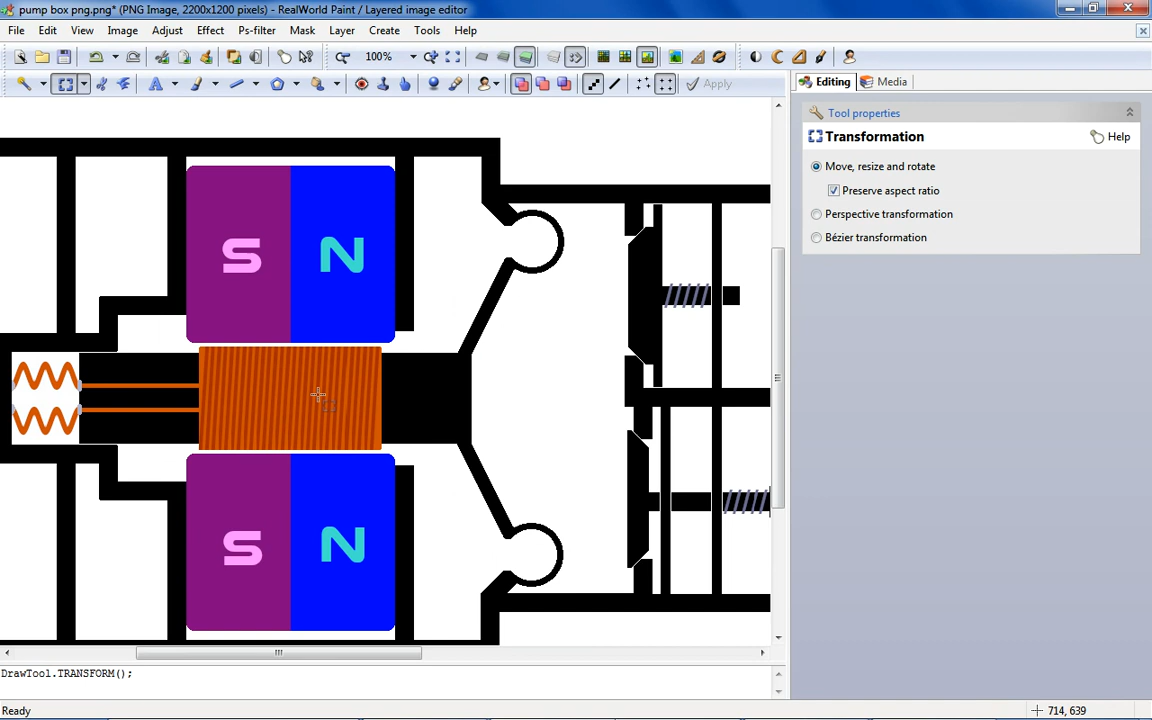 pump box png.png* (PNG Image, 2200x1200 pixels) - RealWorld Paint / Layered image editor
File Edit View Image Adjust Effect Ps-filter Mask Layer Create Tools Help
100%
Apply
Editing Media
Tool properties
Transformation Help
Move, resize and rotate
Preserve aspect ratio
Perspective transformation
Bézier transformation
S N
S N
DrawTool.TRANSFORM();
Ready 714, 639